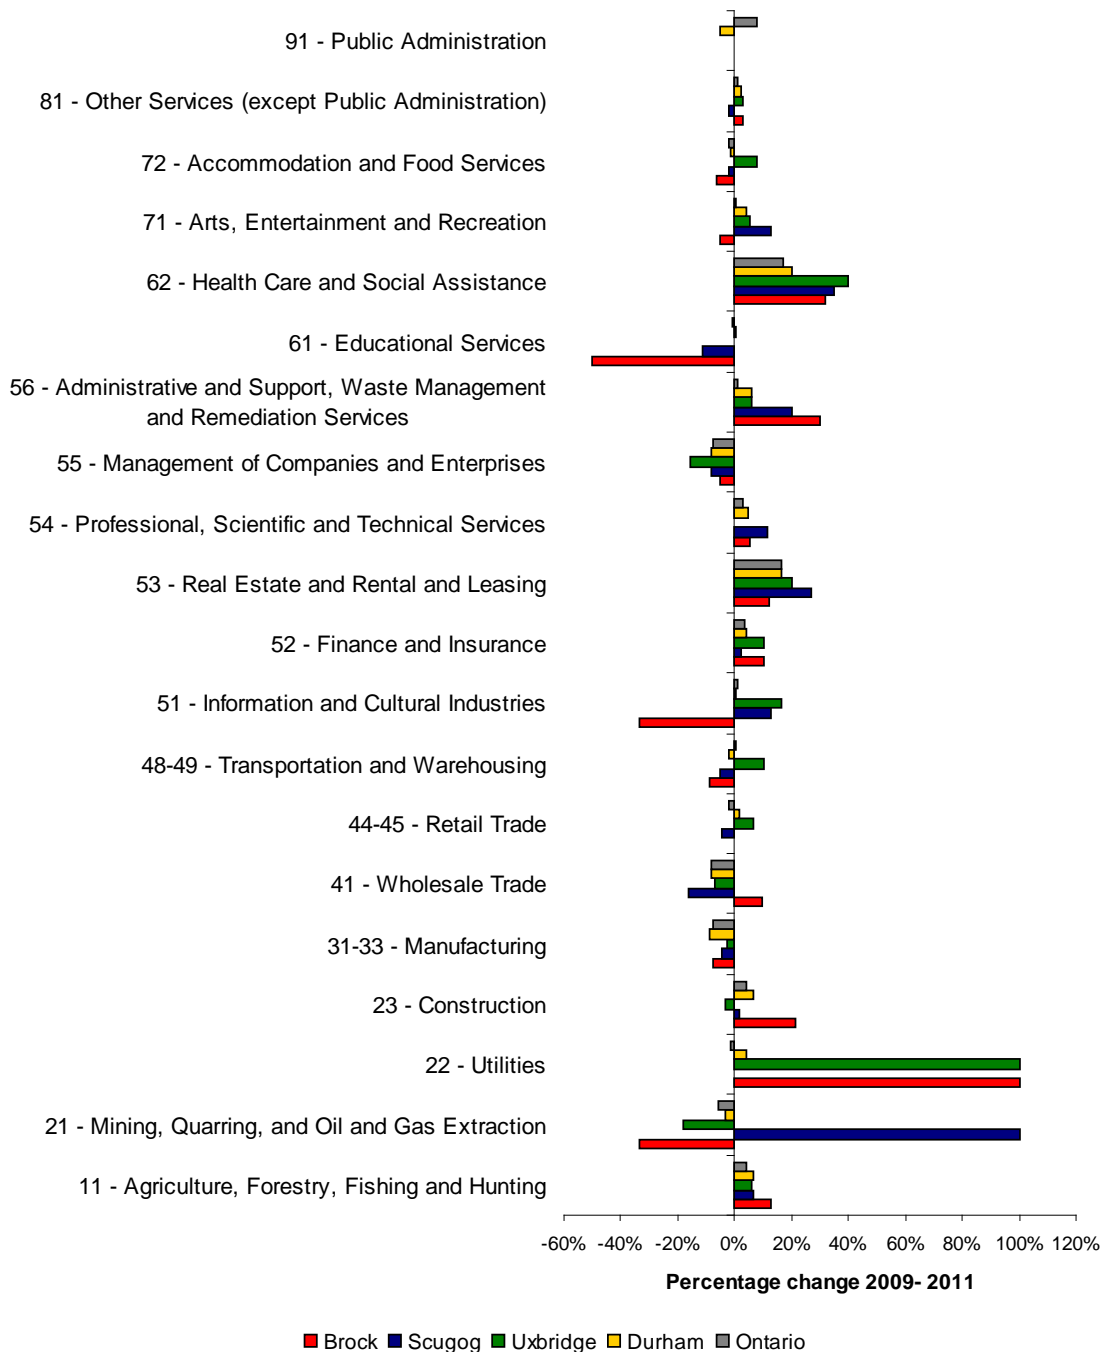 91 - Public Administration
81 - Other Services (except Public Administration)
72 - Accommodation and Food Services
71 - Arts, Entertainment and Recreation
62 - Health Care and Social Assistance
61 - Educational Services
56 - Administrative and Support, Waste Management
and Remediation Services
55 - Management of Companies and Enterprises
54 - Professional, Scientific and Technical Services
53 - Real Estate and Rental and Leasing
52 - Finance and Insurance
51 - Information and Cultural Industries
48-49 - Transportation and Warehousing
44-45 - Retail Trade
41 - Wholesale Trade
31-33 - Manufacturing
23 - Construction
22 - Utilities
21 - Mining, Quarring, and Oil and Gas Extraction
11 - Agriculture, Forestry, Fishing and Hunting
-60% -40% -20% 0% 20% 40% 60% 80% 100% 120%
Percentage change 2009- 2011
Brock Scugog Uxbridge Durham Ontario